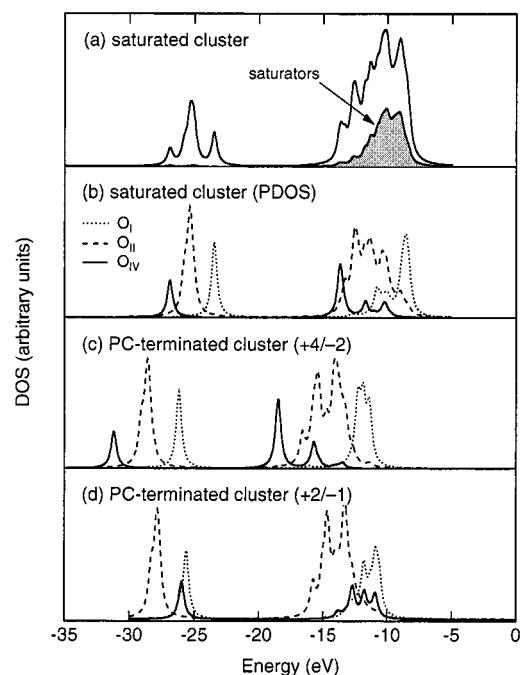 (a) saturated cluster
saturators
(b) saturated cluster (PDOS)
O_I
O_II
O_IV
(c) PC-terminated cluster (+4/–2)
(d) PC-terminated cluster (+2/–1)
DOS (arbitrary units)
-35 -30 -25 -20 -15 -10 -5 0
Energy (eV)